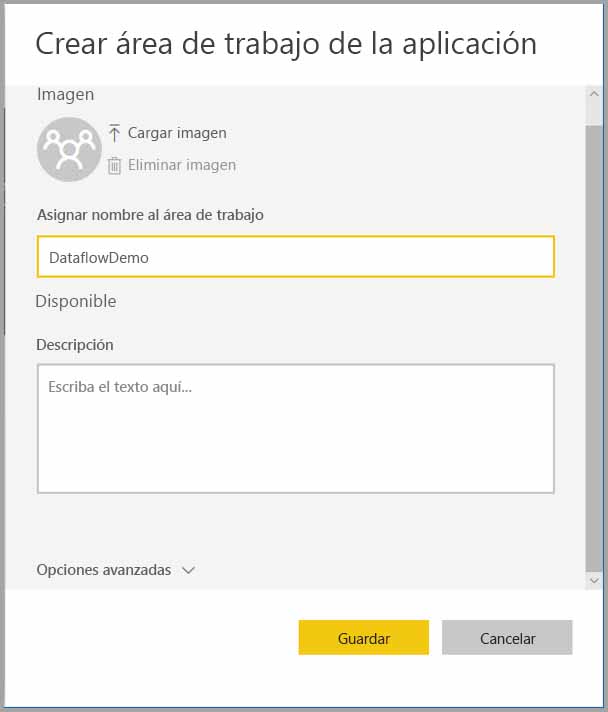 Crear área de trabajo de la aplicación
Imagen
Cargar imagen
Eliminar imagen
Asignar nombre al área de trabajo
DataflowDemo
Disponible
Descripción
Escriba el texto aquí...
Opciones avanzadas
Guardar
Cancelar